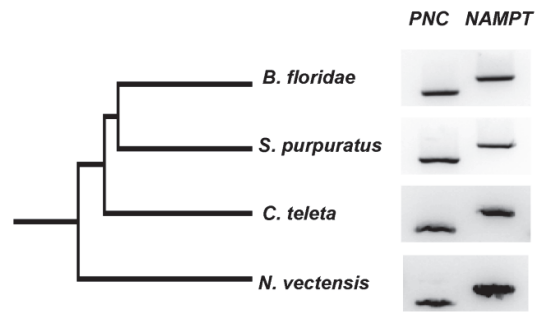 PNC NAMPT
B. floridae
S. purpuratus
C. teleta
N. vectensis